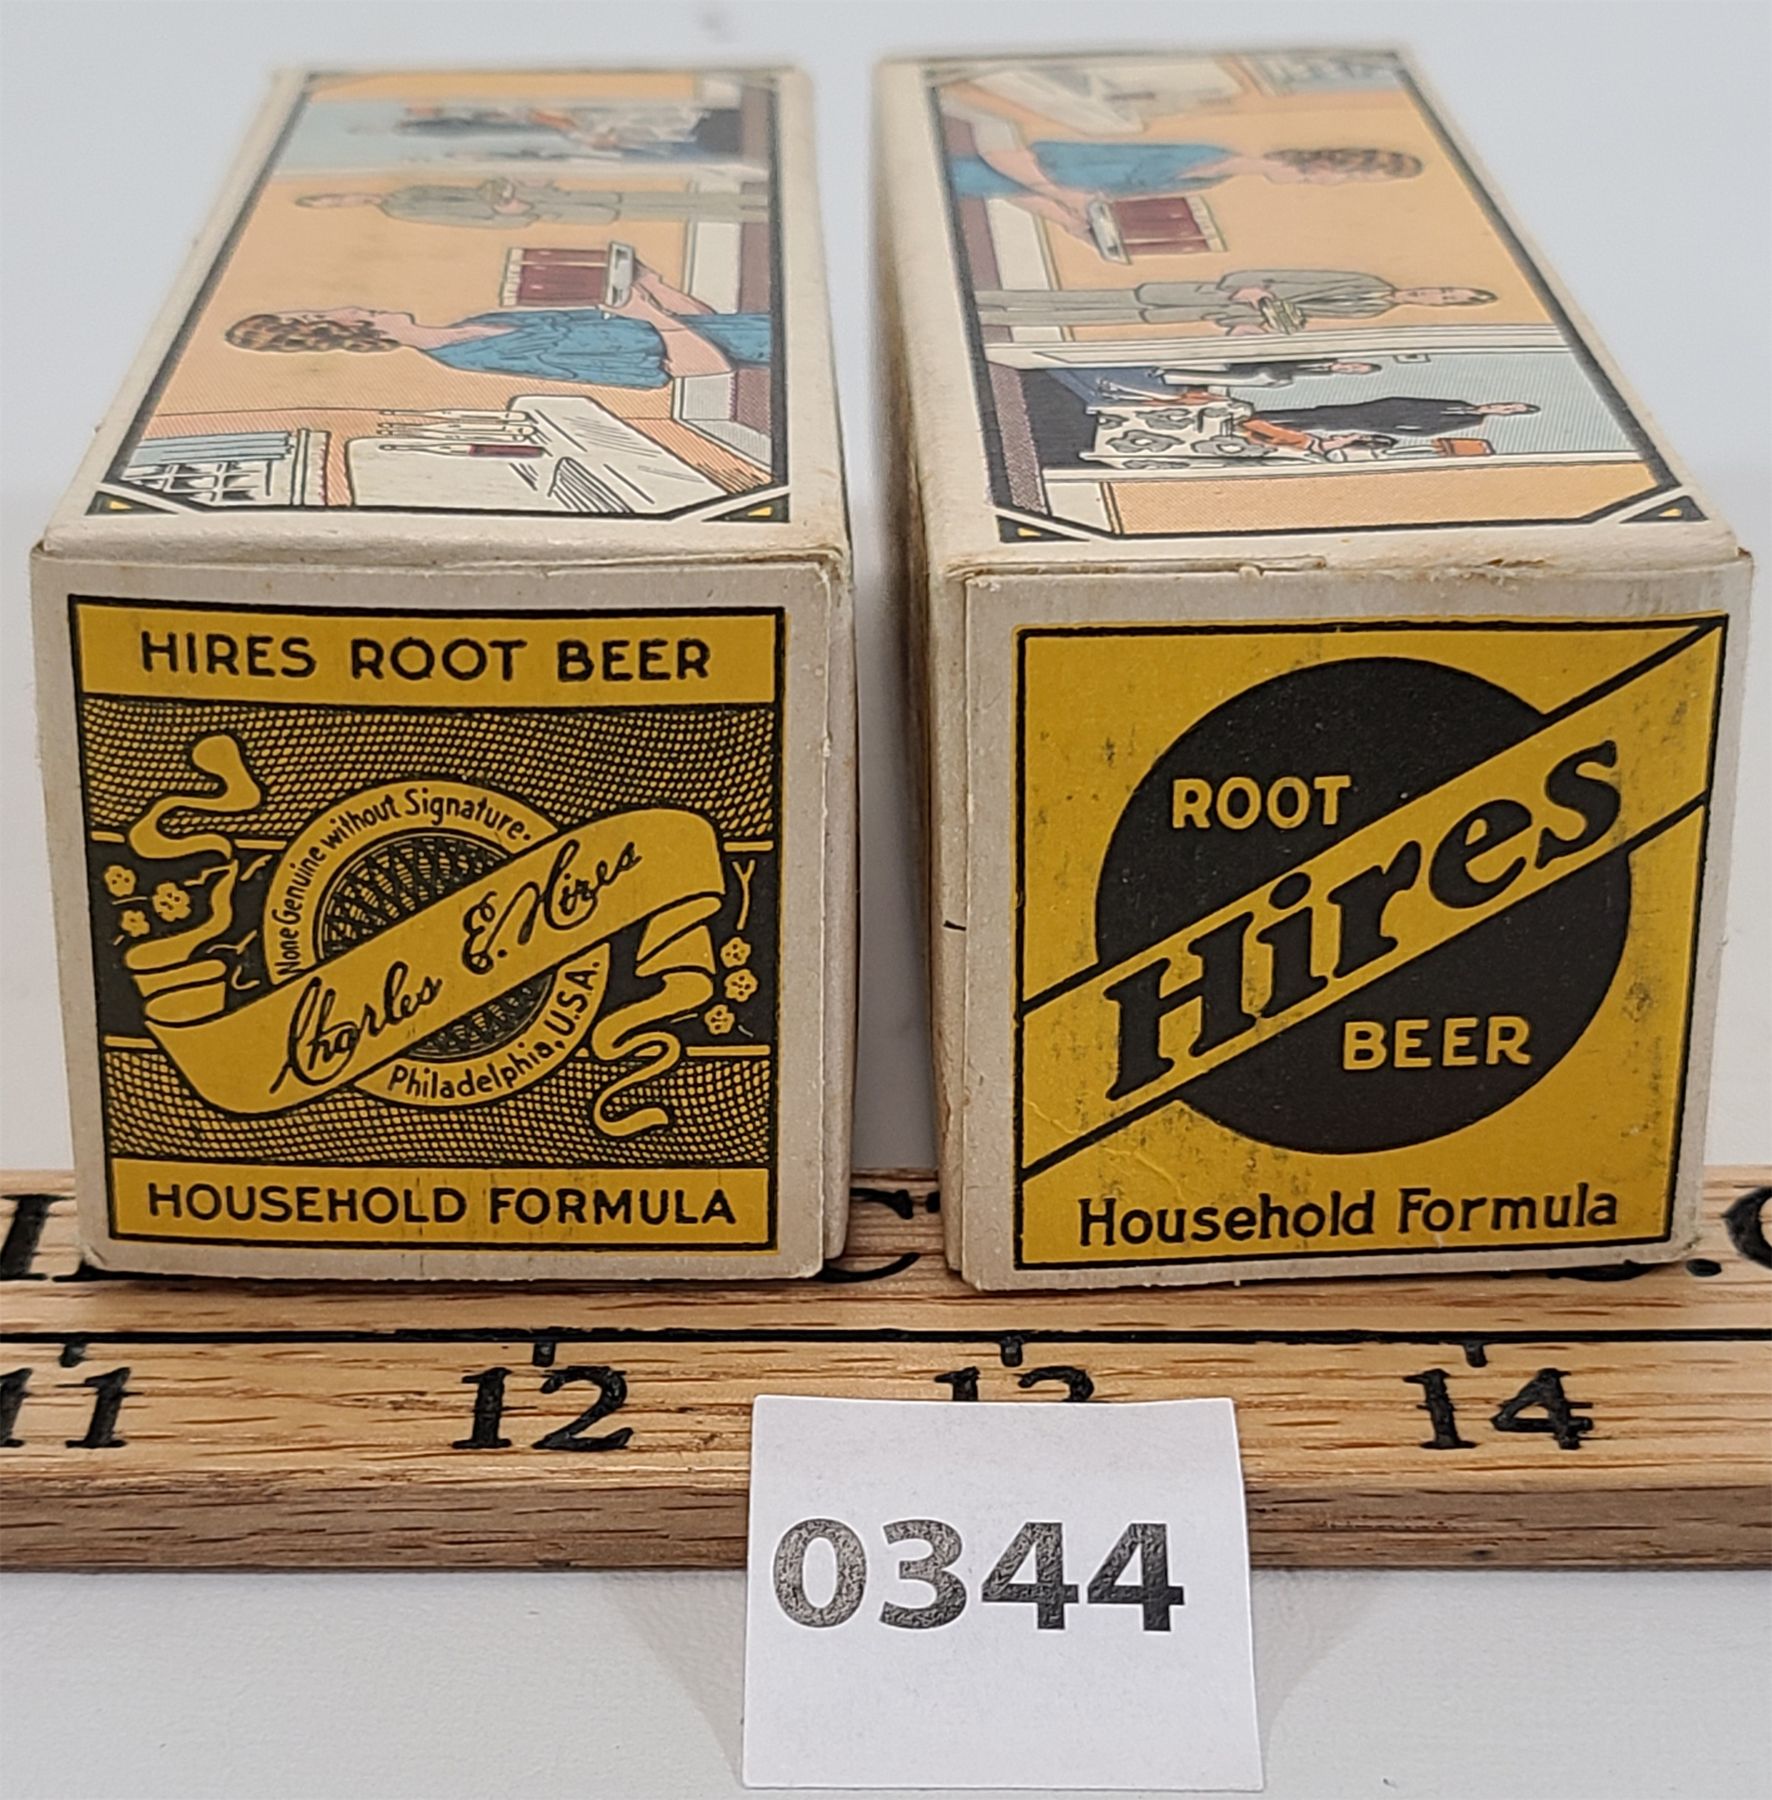 HIRES ROOT BEER
None Genuine without Signature.
Charles E. Hires
Philadelphia, U.S.A.
HOUSEHOLD FORMULA
ROOT
Hires
BEER
Household Formula
11 12 13 14
0344